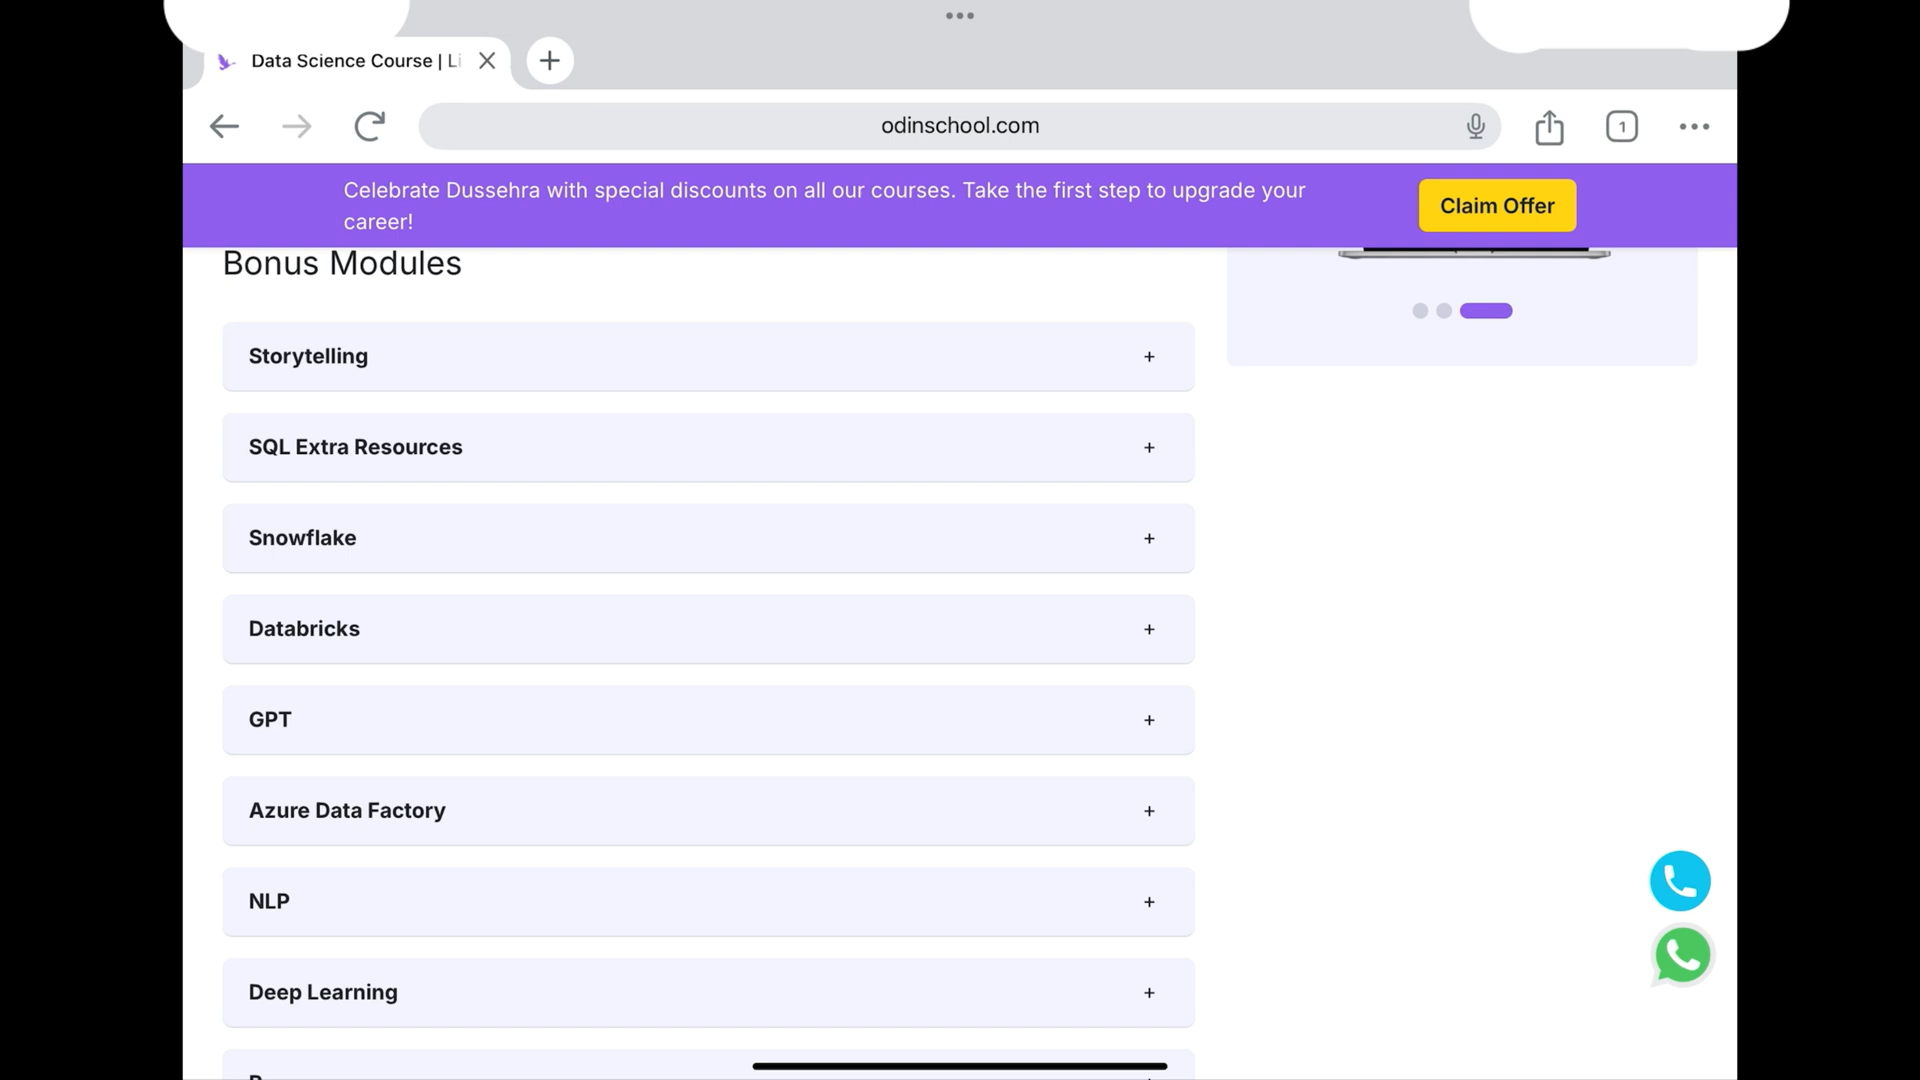 Data Science Course | Li
odinschool.com
1
Celebrate Dussehra with special discounts on all our courses. Take the first step to upgrade your
career!
Claim Offer
Bonus Modules
Storytelling +
SQL Extra Resources +
Snowflake +
Databricks +
GPT +
Azure Data Factory +
NLP +
Deep Learning +